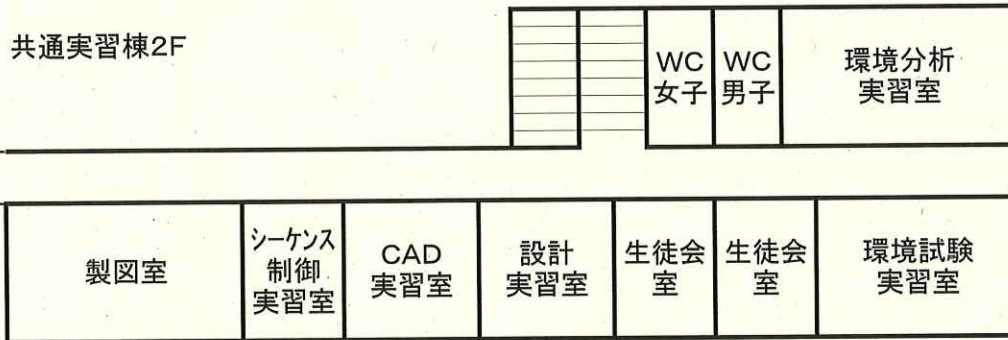 共通実習棟2F
WC
女子
WC
男子
環境分析
実習室
製図室
シーケンス
制御
実習室
CAD
実習室
設計
実習室
生徒会
室
生徒会
室
環境試験
実習室